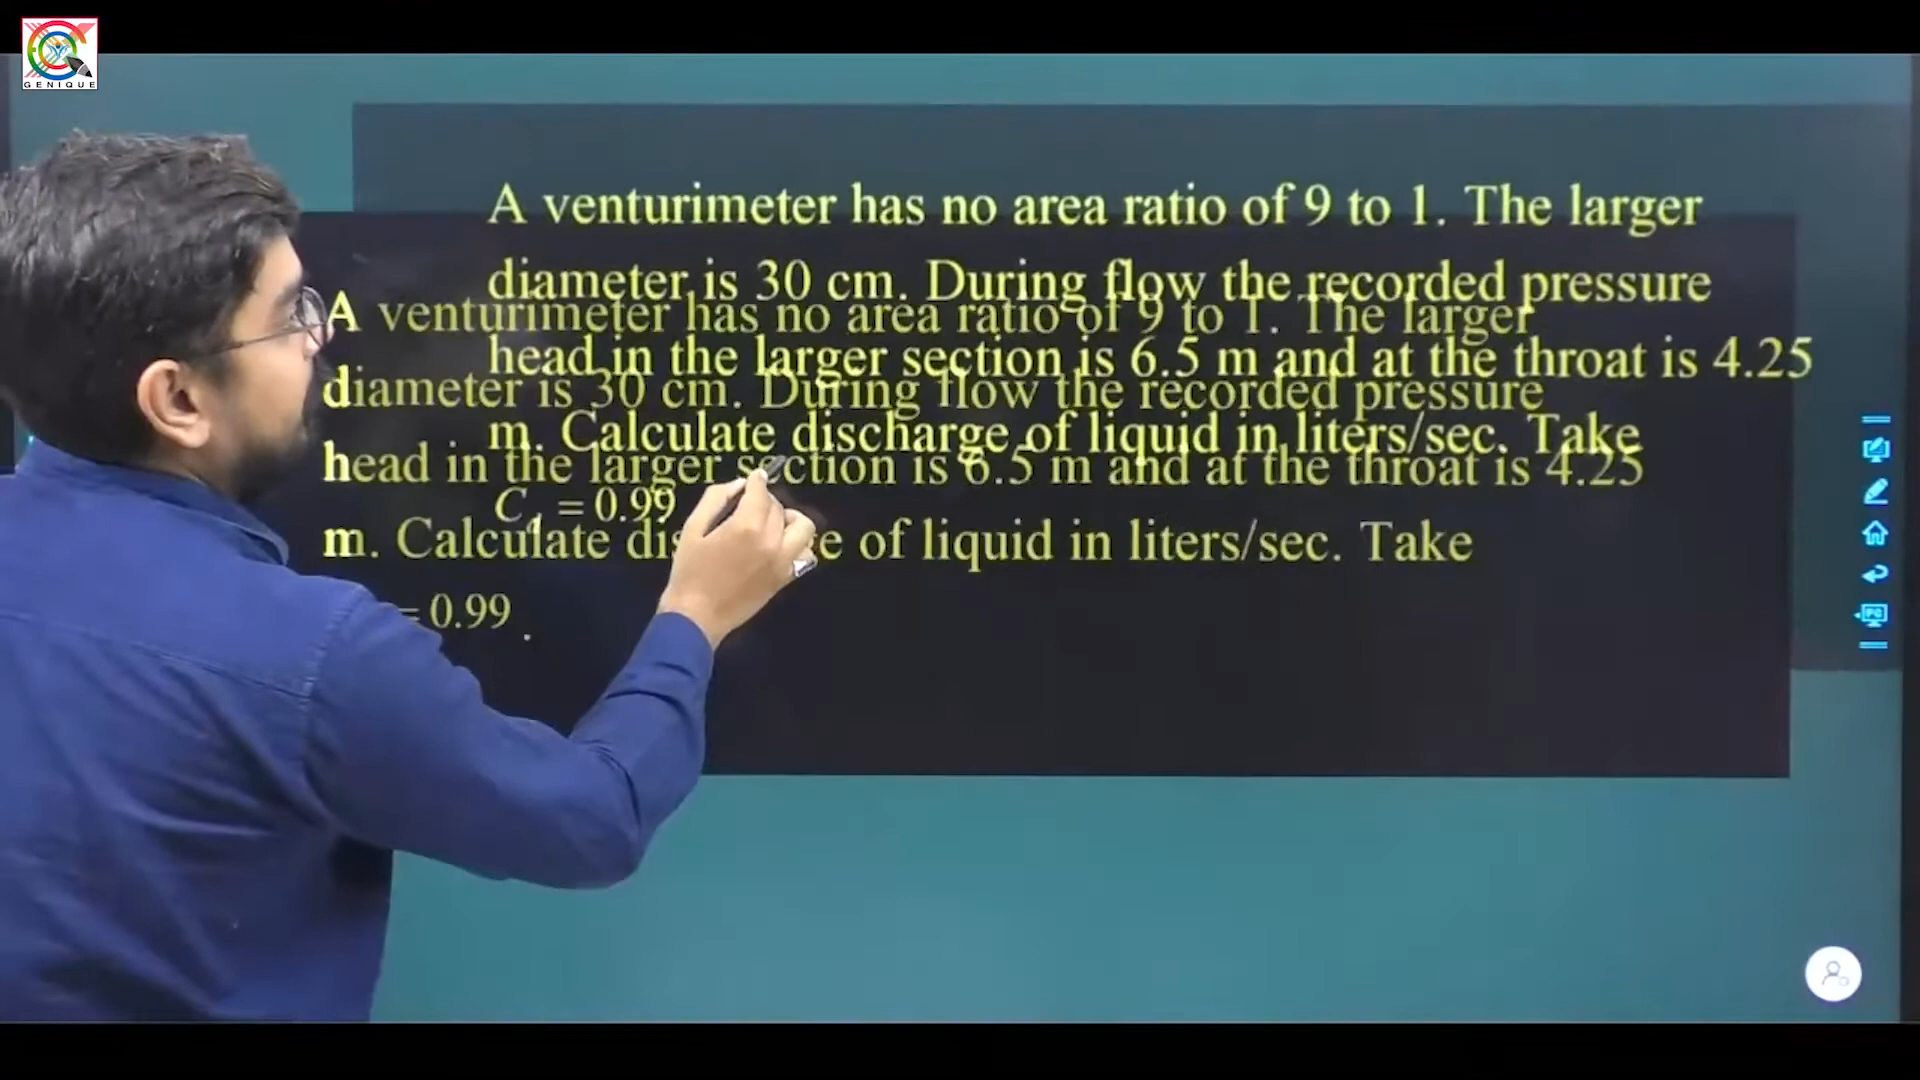 GENIQUE
A venturimeter has no area ratio of 9 to 1. The larger
diameter is 30 cm. During flow the recorded pressure
head in the larger section is 6.5 m and at the throat is 4.25
m. Calculate discharge of liquid in liters/sec. Take
C_d = 0.99
A venturimeter has no area ratio of 9 to 1. The larger
diameter is 30 cm. During flow the recorded pressure
head in the larger section is 6.5 m and at the throat is 4.25
m. Calculate of liquid in liters/sec. Take
= 0.99 .
PC